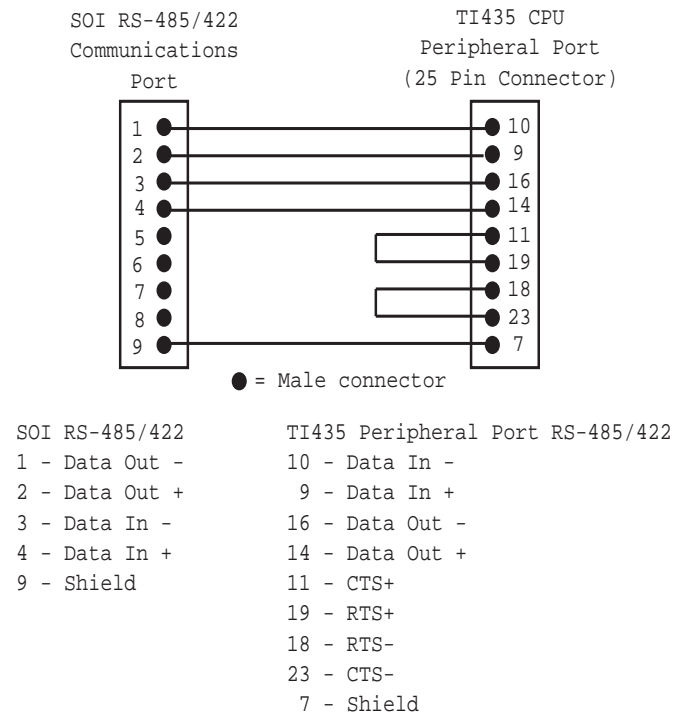 SOI RS-485/422
Communications
Port
TI435 CPU
Peripheral Port
(25 Pin Connector)
1 10
2 9
3 16
4 14
5 11
6 19
7 18
8 23
9 7
= Male connector
SOI RS-485/422
1 - Data Out -
2 - Data Out +
3 - Data In -
4 - Data In +
9 - Shield
TI435 Peripheral Port RS-485/422
10 - Data In -
9 - Data In +
16 - Data Out -
14 - Data Out +
11 - CTS+
19 - RTS+
18 - RTS-
23 - CTS-
7 - Shield